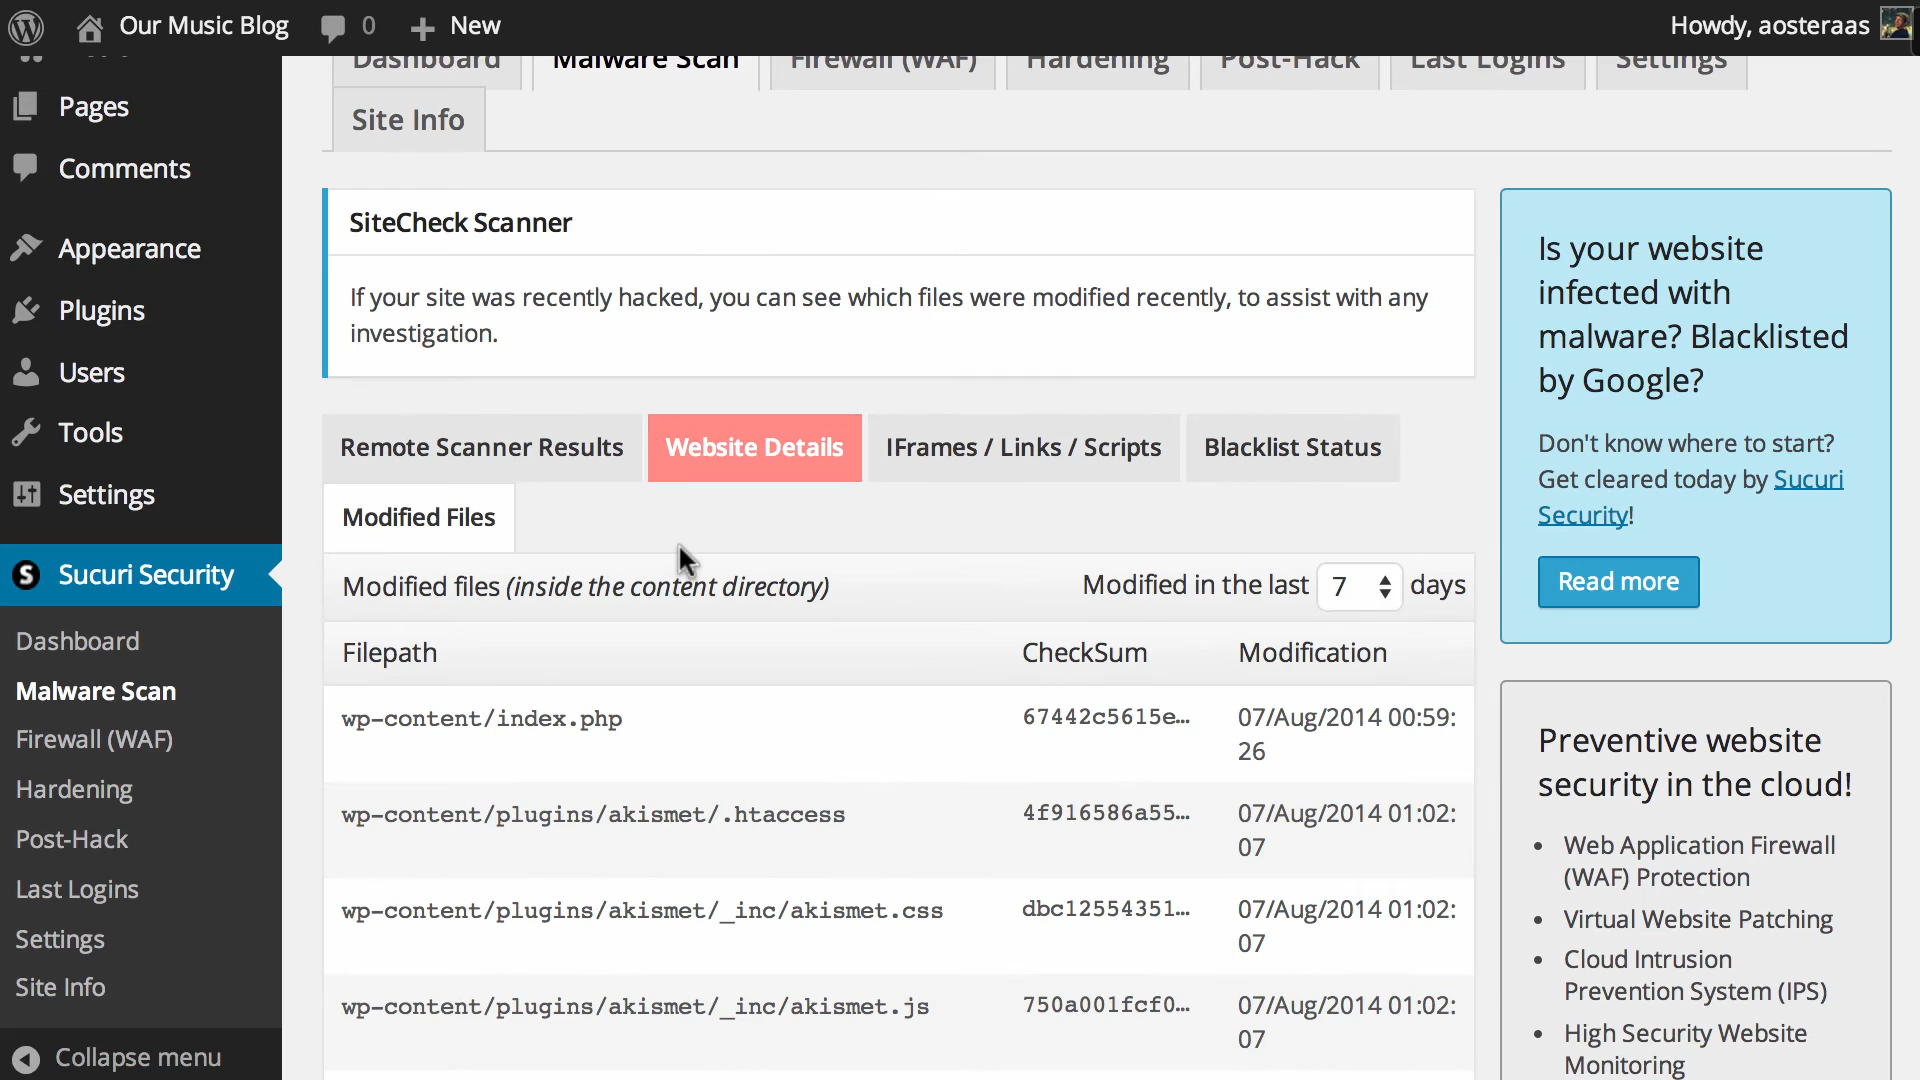 Our Music Blog 0 New Howdy, aosteraas
Dashboard Malware Scan Firewall (WAF) Hardening Post-Hack Last Logins Settings
Site Info
Pages
Comments
Appearance
Plugins
Users
Tools
Settings
Sucuri Security
Dashboard
Malware Scan
Firewall (WAF)
Hardening
Post-Hack
Last Logins
Settings
Site Info
Collapse menu
SiteCheck Scanner
If your site was recently hacked, you can see which files were modified recently, to assist with any
investigation.
Remote Scanner Results Website Details IFrames / Links / Scripts Blacklist Status
Modified Files
Modified files (inside the content directory) Modified in the last 7 days
Filepath CheckSum Modification
wp-content/index.php 67442c5615e… 07/Aug/2014 00:59:
26
wp-content/plugins/akismet/.htaccess 4f916586a55… 07/Aug/2014 01:02:
07
wp-content/plugins/akismet/_inc/akismet.css dbc12554351… 07/Aug/2014 01:02:
07
wp-content/plugins/akismet/_inc/akismet.js 750a001fcf0… 07/Aug/2014 01:02:
07
Is your website
infected with
malware? Blacklisted
by Google?
Don't know where to start?
Get cleared today by Sucuri
Security!
Read more
Preventive website
security in the cloud!
• Web Application Firewall
(WAF) Protection
• Virtual Website Patching
• Cloud Intrusion
Prevention System (IPS)
• High Security Website
Monitoring